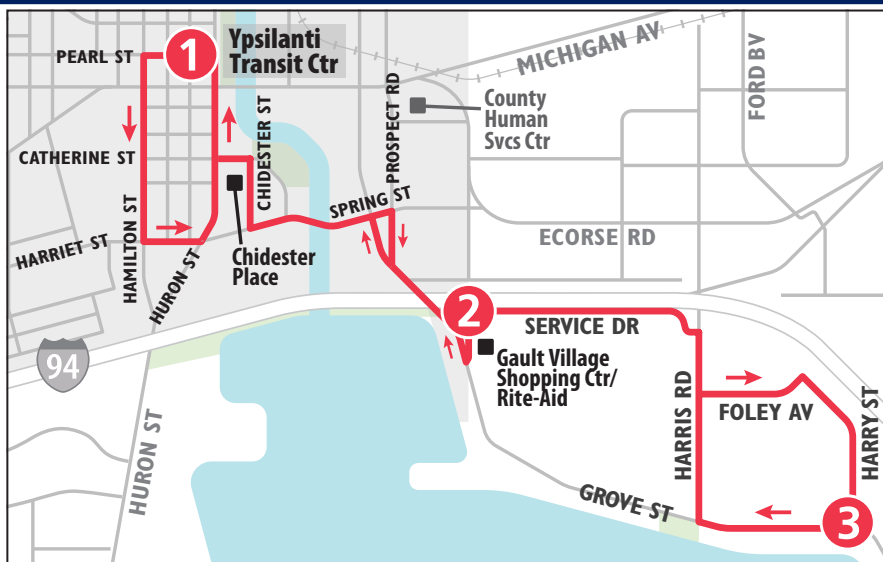 1
Ypsilanti
Transit Ctr
PEARL ST
MICHIGAN AV
FORD BV
County
Human
Svcs Ctr
PROSPECT RD
CHIDESTER ST
CATHERINE ST
SPRING ST
HAMILTON ST
HARRIET ST
HURON ST
Chidester
Place
ECORSE RD
2
SERVICE DR
94
Gault Village
Shopping Ctr/
Rite-Aid
HARRIS RD
FOLEY AV
HARRY ST
HURON ST
GROVE ST
3